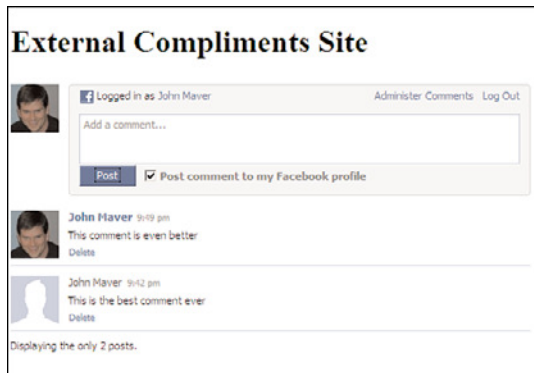 External Compliments Site
Logged in as John Maver Administer Comments Log Out
Add a comment...
Post Post comment to my Facebook profile
John Maver 9:49 pm
This comment is even better
Delete
John Maver 9:42 pm
This is the best comment ever
Delete
Displaying the only 2 posts.